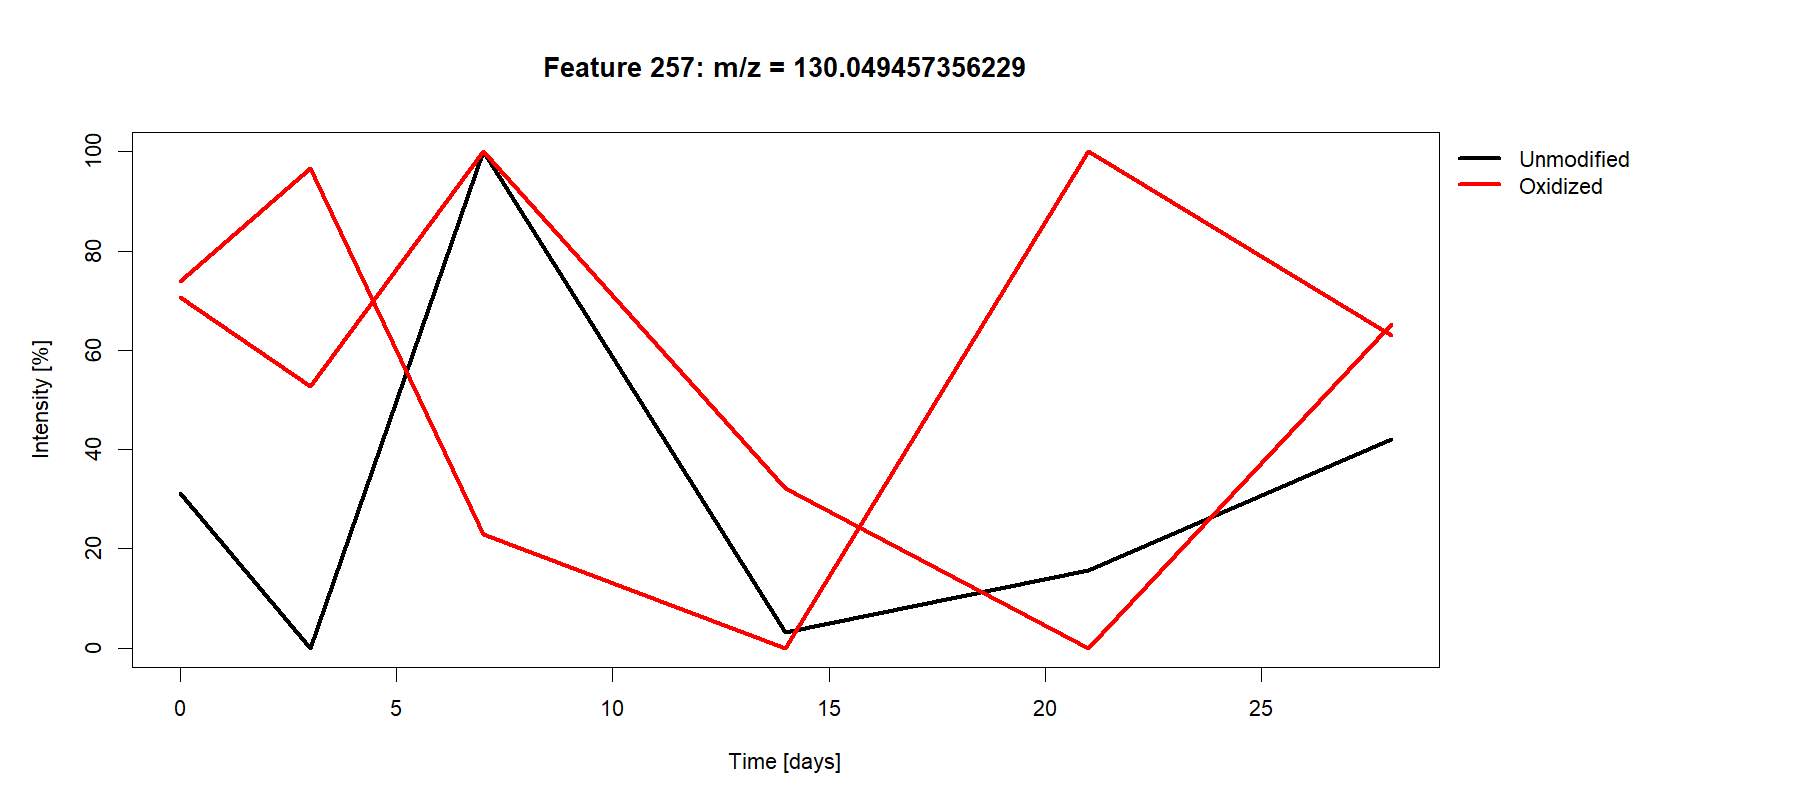 Feature 257: m/z = 130.049457356229
Unmodified
Oxidized
Intensity [%]
100
80
60
40
20
0
0 5 10 15 20 25
Time [days]